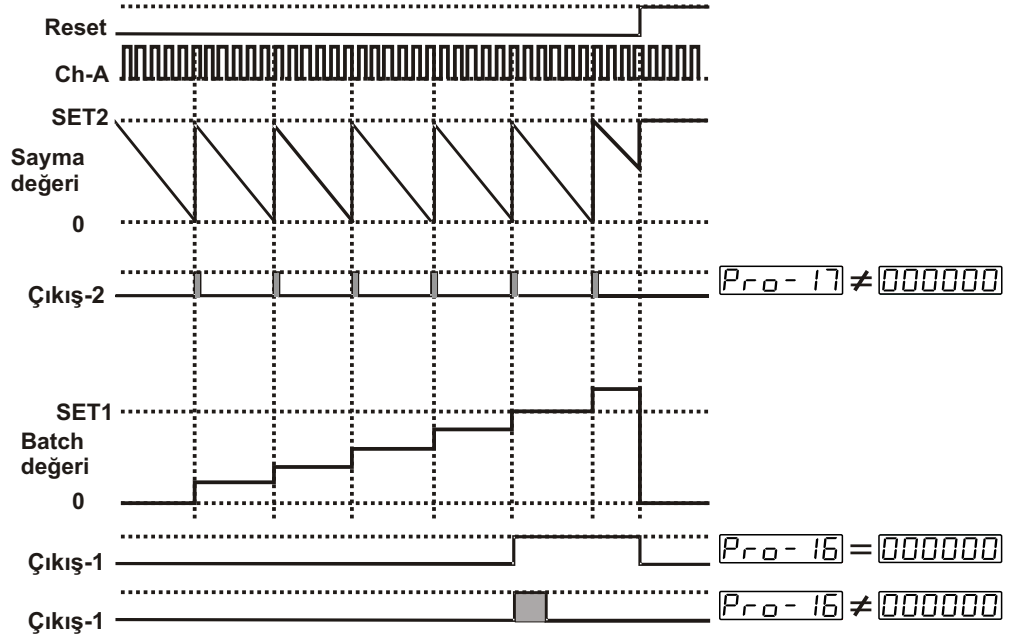 Reset
Ch-A
SET2
Sayma
değeri
0
Çıkış-2
Pro-17 ≠ 000000
SET1
Batch
değeri
0
Çıkış-1
Pro-16 = 000000
Çıkış-1
Pro-16 ≠ 000000